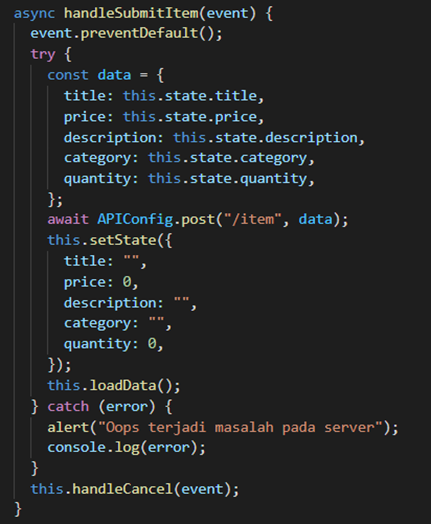 async handleSubmitItem(event) {
event.preventDefault();
try {
const data = {
title: this.state.title,
price: this.state.price,
description: this.state.description,
category: this.state.category,
quantity: this.state.quantity,
};
await APIConfig.post("/item", data);
this.setState({
title: "",
price: 0,
description: "",
category: "",
quantity: 0,
});
this.loadData();
} catch (error) {
alert("Oops terjadi masalah pada server");
console.log(error);
}
this.handleCancel(event);
}